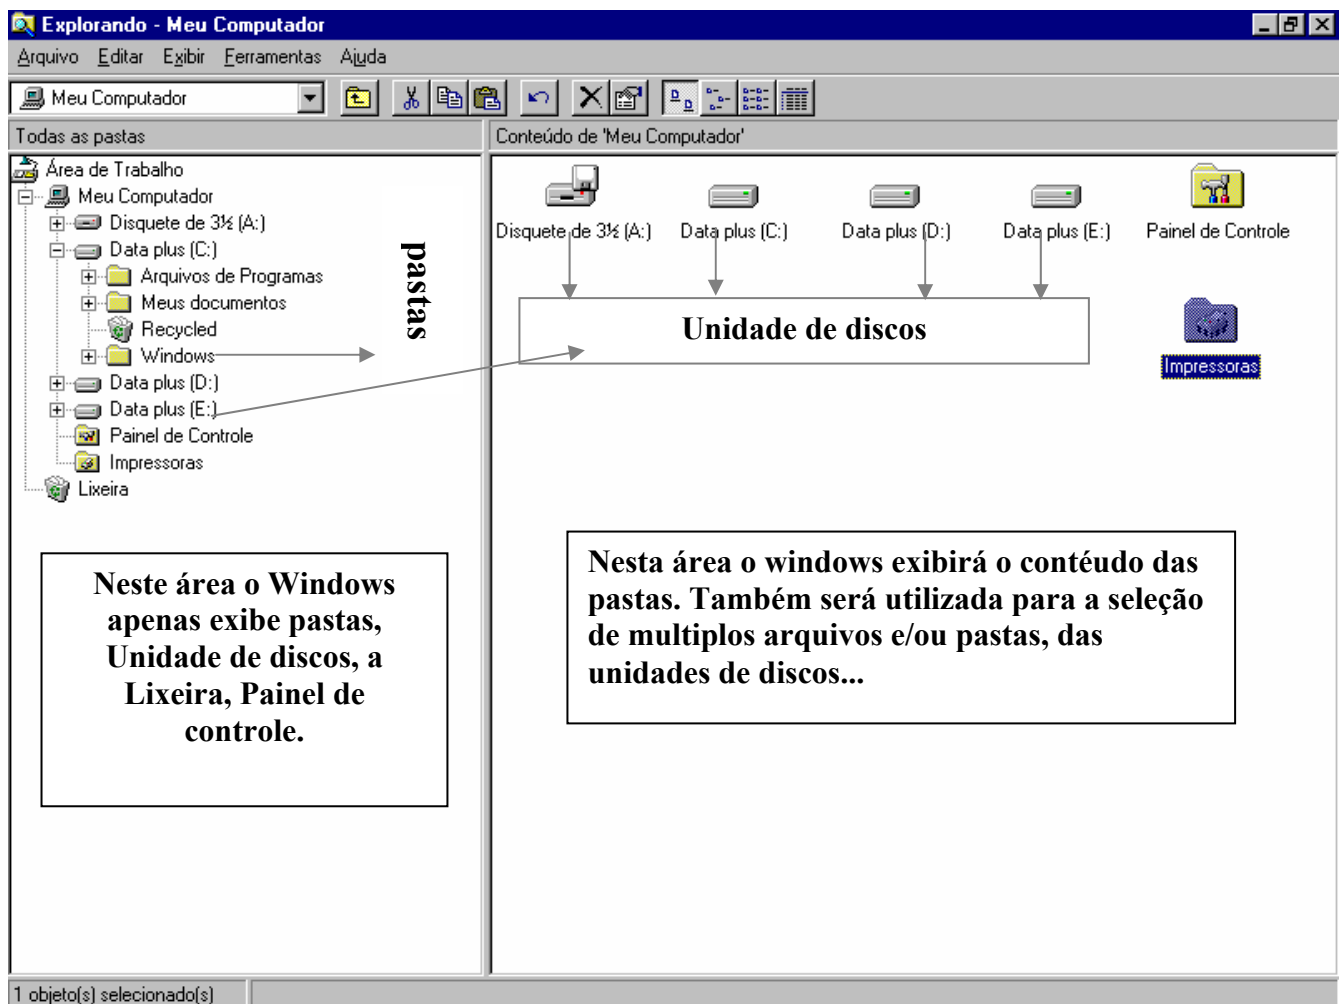 Explorando - Meu Computador
Arquivo Editar Exibir Ferramentas Ajuda
Meu Computador
Todas as pastas
Conteúdo de 'Meu Computador'
Área de Trabalho
Meu Computador
Disquete de 3½ (A:)
Data plus (C:)
Arquivos de Programas
Meus documentos
Recycled
Windows
Data plus (D:)
Data plus (E:)
Painel de Controle
Impressoras
Lixeira
pastas
Disquete de 3½ (A:)
Data plus (C:)
Data plus (D:)
Data plus (E:)
Painel de Controle
Unidade de discos
Impressoras
Neste área o Windows
apenas exibe pastas,
Unidade de discos, a
Lixeira, Painel de
controle.
Nesta área o windows exibirá o contéudo das
pastas. Também será utilizada para a seleção
de multiplos arquivos e/ou pastas, das
unidades de discos...
1 objeto(s) selecionado(s)